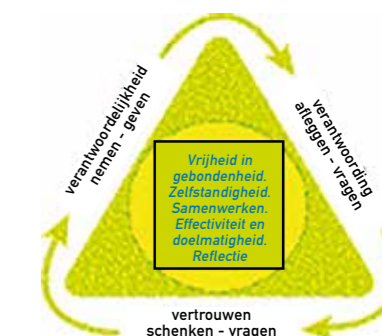 verantwoordelijkheid
nemen - geven
verantwoording
afleggen - vragen
Vrijheid in
gebondenheid.
Zelfstandigheid.
Samenwerken.
Effectiviteit en
doelmatigheid.
Reflectie
vertrouwen
schenken - vragen